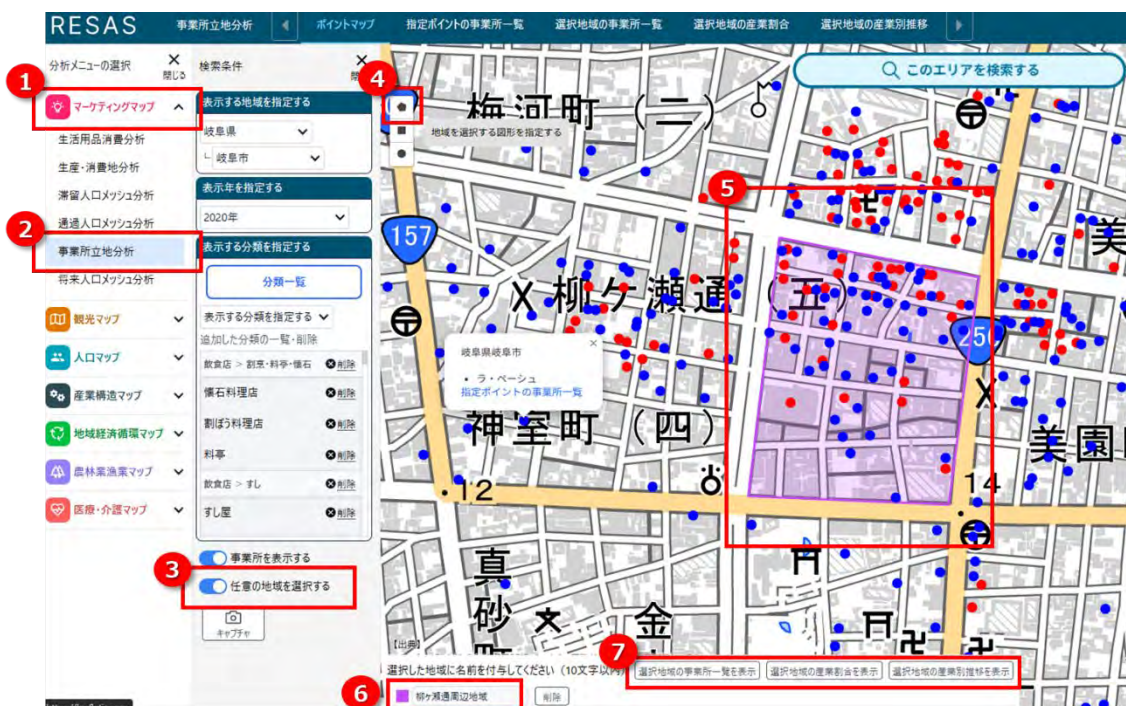 RESAS
事業所立地分析
ポイントマップ
指定ポイントの事業所一覧
選択地域の事業所一覧
選択地域の産業割合
選択地域の産業別推移
分析メニューの選択
閉じる
1
マーケティングマップ
生活用品消費分析
生産・消費地分析
滞留人口メッシュ分析
通過人口メッシュ分析
2
事業所立地分析
将来人口メッシュ分析
観光マップ
人口マップ
産業構造マップ
地域経済循環マップ
農林業漁業マップ
医療・介護マップ
検索条件
表示する地域を指定する
岐阜県
岐阜市
表示年を指定する
2020年
表示する分類を指定する
分類一覧
表示する分類を指定する
追加した分類の一覧・削除
飲食店 > 割烹・料亭・懐石 削除
懐石料理店 削除
割ぽう料理店 削除
料亭 削除
飲食店 > すし 削除
すし屋 削除
事業所を表示する
3
任意の地域を選択する
キャプチャ
4
地域を選択する図形を指定する
このエリアを検索する
梅河町(二)
5
157
柳ケ瀬通(五)
256
岐阜県岐阜市
• ラ・ペーシュ
指定ポイントの事業所一覧
神室町(四)
美
美園
12
14
真砂町
金
【出典】
7
選択した地域に名前を付与してください(10文字以内)
選択地域の事業所一覧を表示
選択地域の産業割合を表示
選択地域の産業別推移を表示
6
柳ヶ瀬通周辺地域
削除